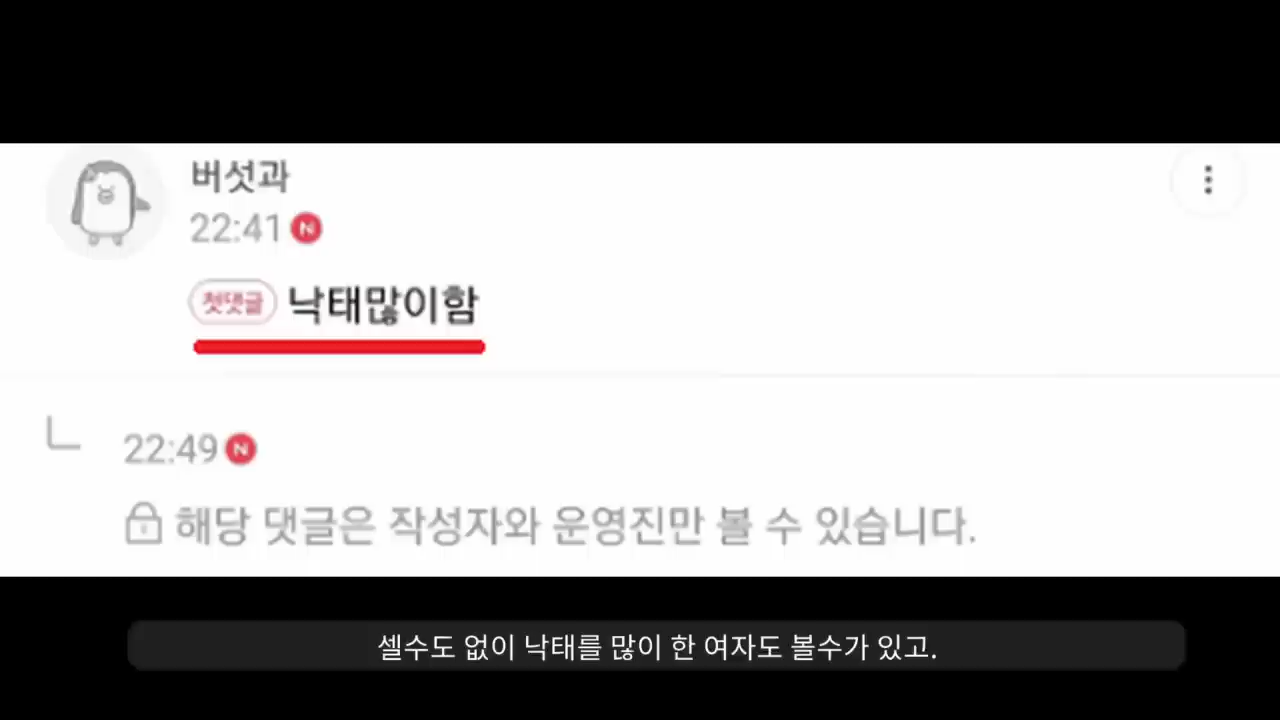 버섯과
22:41 N
첫댓글 낙태많이함
22:49 N
해당 댓글은 작성자와 운영진만 볼 수 있습니다.
셀수도 없이 낙태를 많이 한 여자도 볼수가 있고.